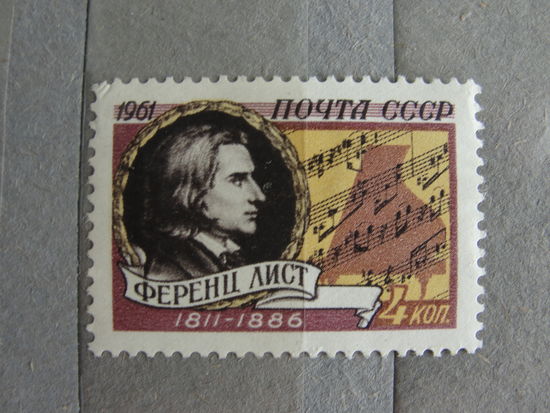 1961 ПОЧТА СССР
ФЕРЕНЦ ЛИСТ
1811-1886
4 КОП.